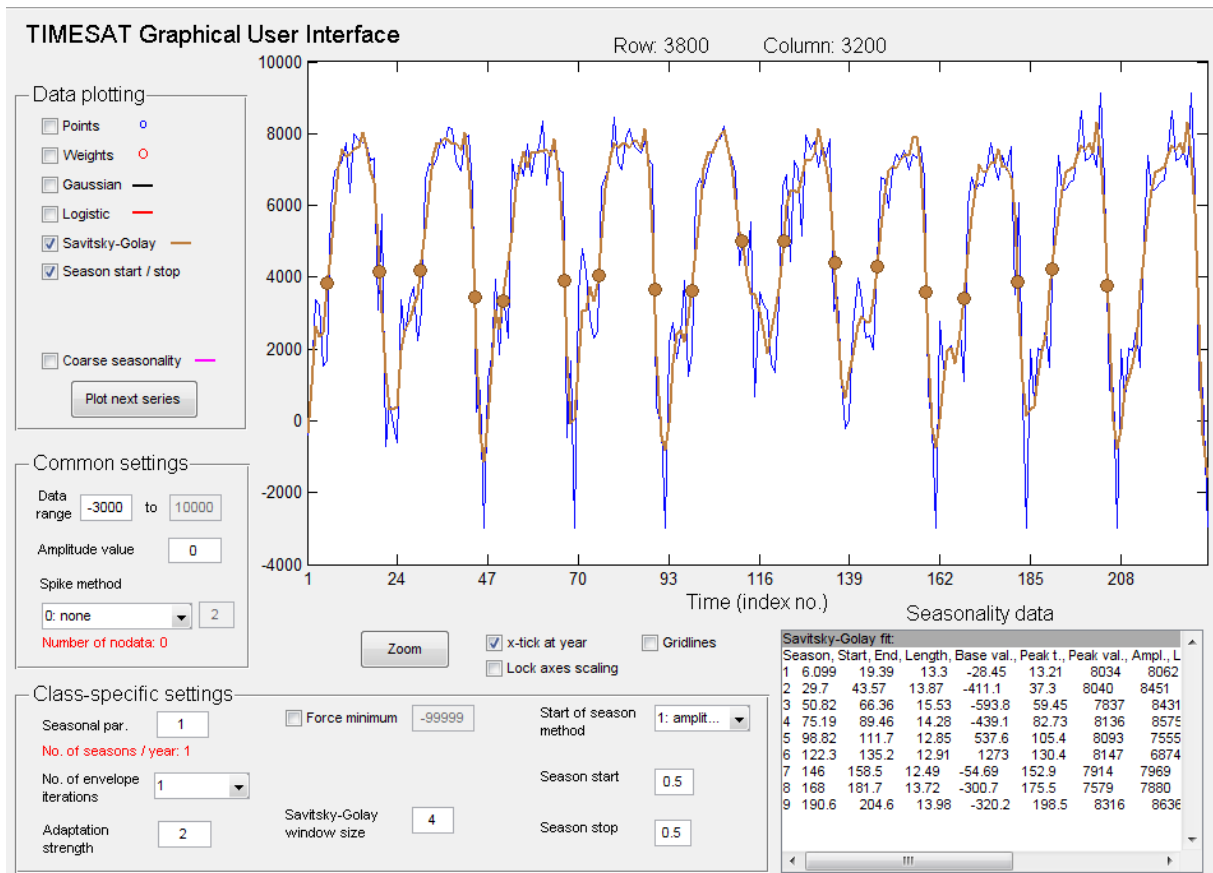 TIMESAT Graphical User Interface
Row: 3800 Column: 3200
Data plotting
Points
Weights
Gaussian
Logistic
Savitsky-Golay
Season start / stop
Coarse seasonality
Plot next series
10000
8000
6000
4000
2000
0
-2000
-4000
1 24 47 70 93 116 139 162 185 208
Time (index no.)
Common settings
Data
range -3000 to 10000
Amplitude value 0
Spike method
0: none 2
Number of nodata: 0
Zoom
x-tick at year
Gridlines
Lock axes scaling
Class-specific settings
Seasonal par. 1
No. of seasons / year: 1
No. of envelope
iterations 1
Adaptation
strength 2
Force minimum -99999
Savitsky-Golay
window size 4
Start of season
method 1: amplit...
Season start 0.5
Season stop 0.5
Seasonality data
Savitsky-Golay fit:
Season, Start, End, Length, Base val., Peak t., Peak val., Ampl., L
1 6.099 19.39 13.3 -28.45 13.21 8034 8062
2 29.7 43.57 13.87 -411.1 37.3 8040 8451
3 50.82 66.36 15.53 -593.8 59.45 7837 8431
4 75.19 89.46 14.28 -439.1 82.73 8136 8575
5 98.82 111.7 12.85 537.6 105.4 8093 7555
6 122.3 135.2 12.91 1273 130.4 8147 6874
7 146 158.5 12.49 -54.69 152.9 7914 7969
8 168 181.7 13.72 -300.7 175.5 7579 7880
9 190.6 204.6 13.98 -320.2 198.5 8316 8636